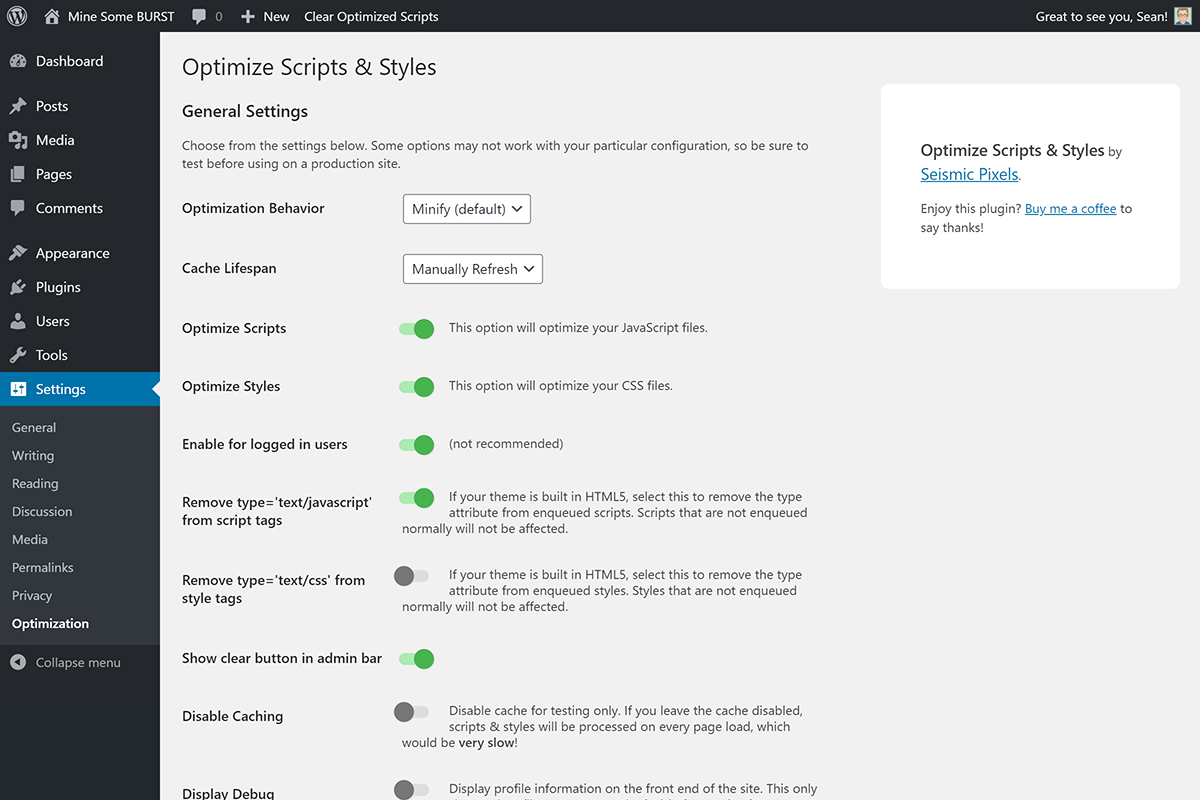 Mine Some BURST
0
New
Clear Optimized Scripts
Great to see you, Sean!
Dashboard
Posts
Media
Pages
Comments
Appearance
Plugins
Users
Tools
Settings
General
Writing
Reading
Discussion
Media
Permalinks
Privacy
Optimization
Collapse menu
Optimize Scripts & Styles
General Settings
Choose from the settings below. Some options may not work with your particular configuration, so be sure to
test before using on a production site.
Optimization Behavior
Minify (default)
Cache Lifespan
Manually Refresh
Optimize Scripts
This option will optimize your JavaScript files.
Optimize Styles
This option will optimize your CSS files.
Enable for logged in users
(not recommended)
Remove type='text/javascript'
from script tags
If your theme is built in HTML5, select this to remove the type
attribute from enqueued scripts. Scripts that are not enqueued
normally will not be affected.
Remove type='text/css' from
style tags
If your theme is built in HTML5, select this to remove the type
attribute from enqueued styles. Styles that are not enqueued
normally will not be affected.
Show clear button in admin bar
Disable Caching
Disable cache for testing only. If you leave the cache disabled,
scripts & styles will be processed on every page load, which
would be very slow!
Display Debug
Display profile information on the front end of the site. This only
Optimize Scripts & Styles by
Seismic Pixels.
Enjoy this plugin? Buy me a coffee to
say thanks!